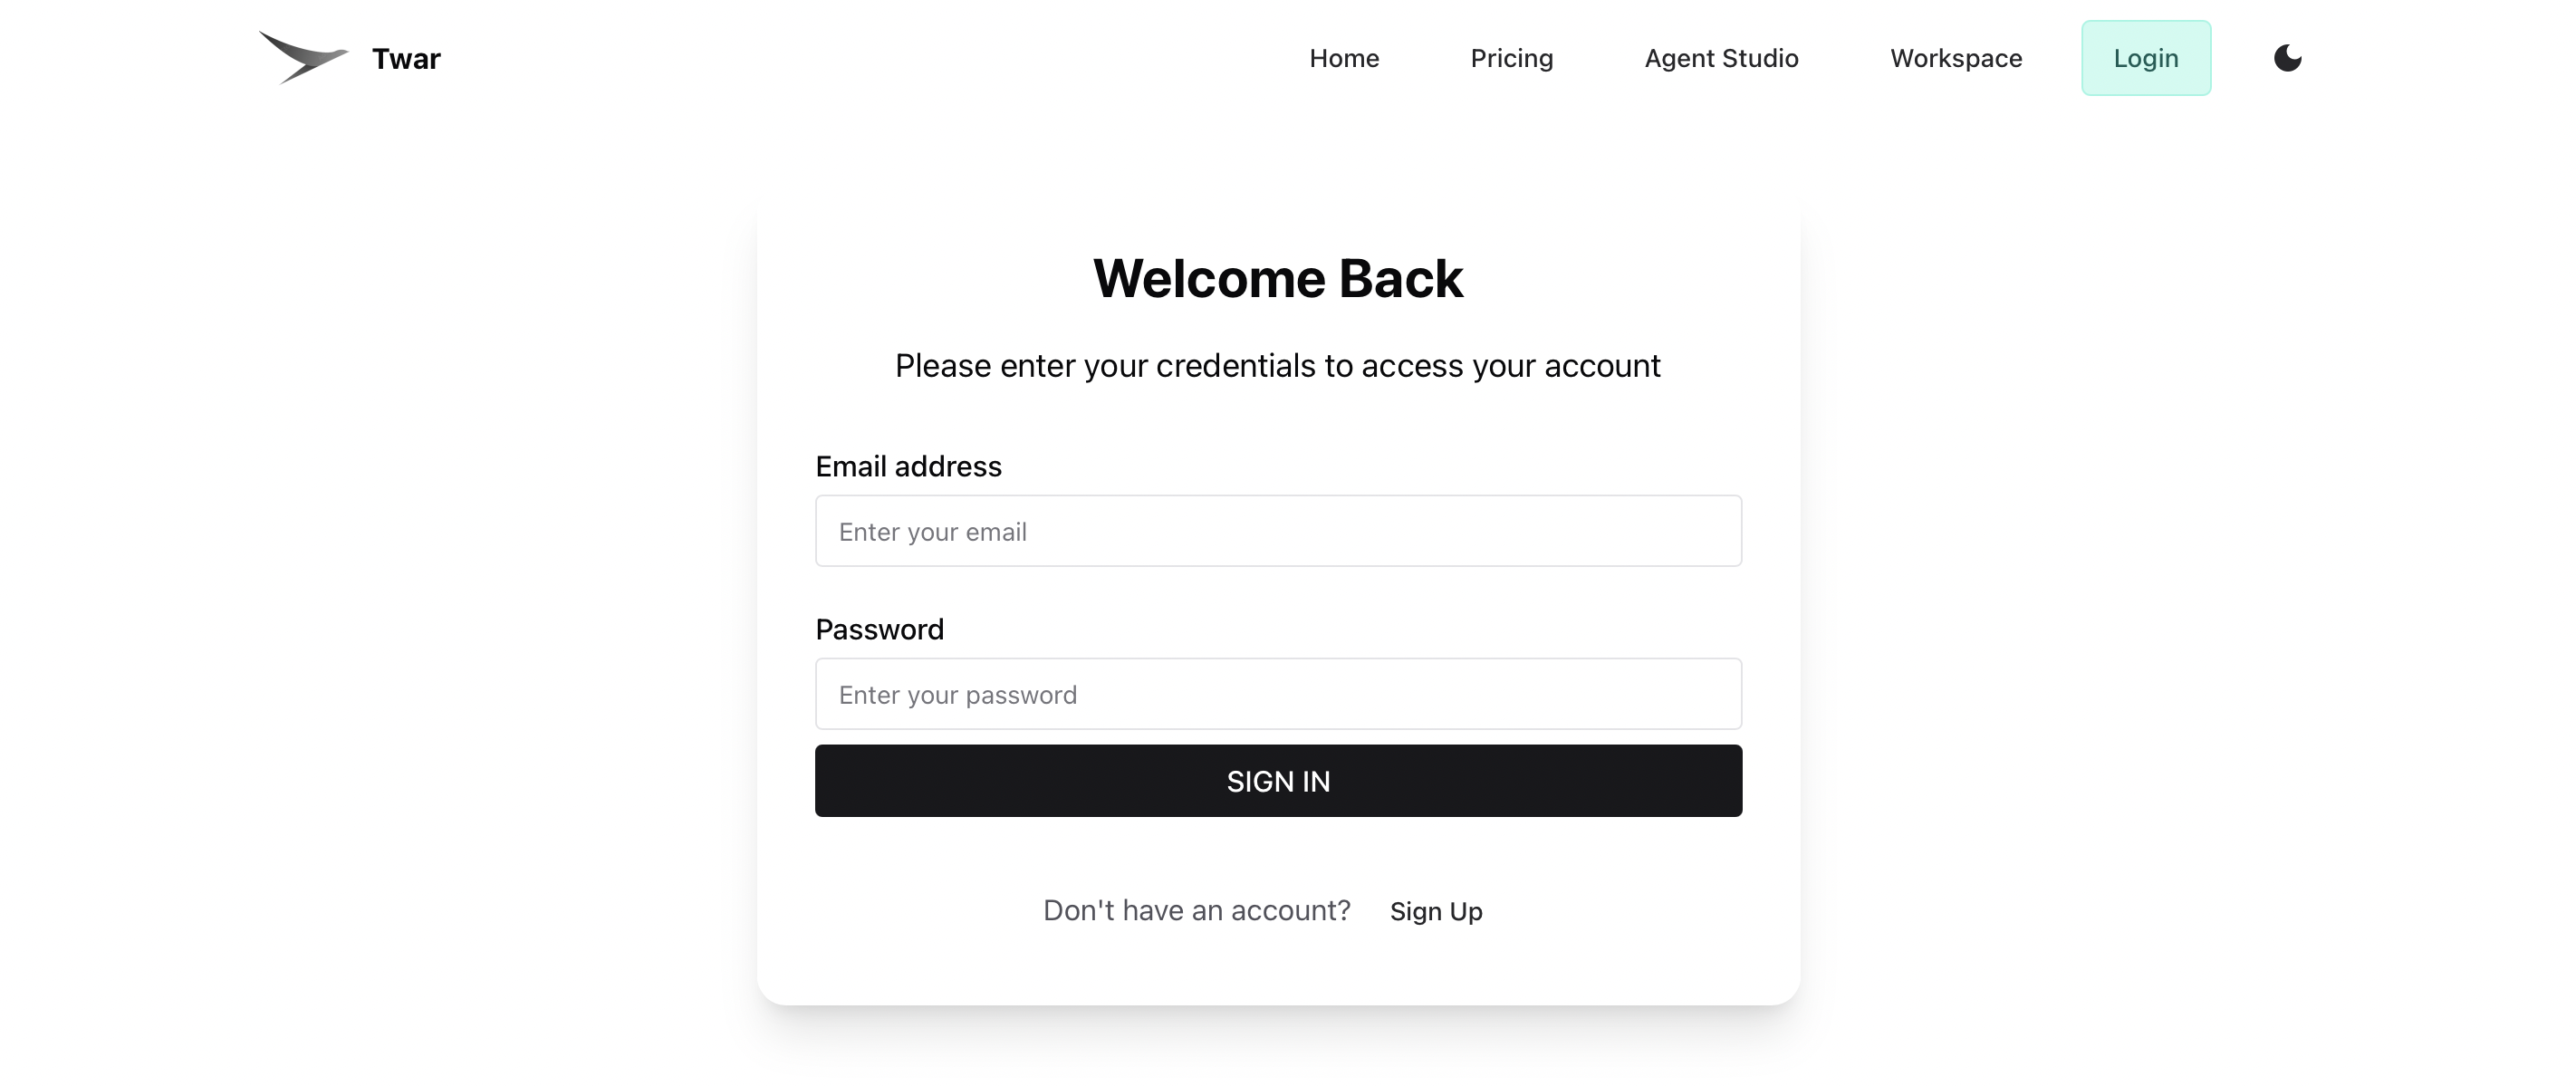 Twar
Home Pricing Agent Studio Workspace Login
Welcome Back
Please enter your credentials to access your account
Email address
Enter your email
Password
Enter your password
SIGN IN
Don't have an account? Sign Up